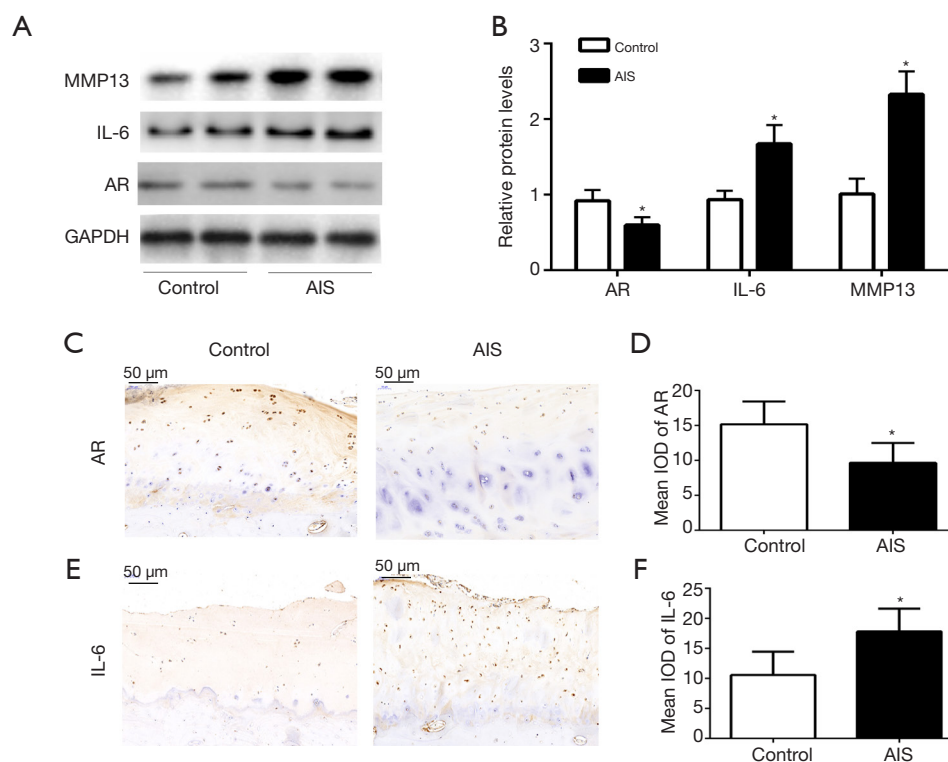 A
MMP13
IL-6
AR
GAPDH
Control AIS
B
Relative protein levels
3
2
1
0
Control
AIS
* * *
AR IL-6 MMP13
C
Control AIS
50 µm 50 µm
AR
D
Mean IOD of AR
20
15
10
5
0
*
Control AIS
E
50 µm 50 µm
IL-6
F
Mean IOD of IL-6
30
25
20
15
10
5
0
*
Control AIS